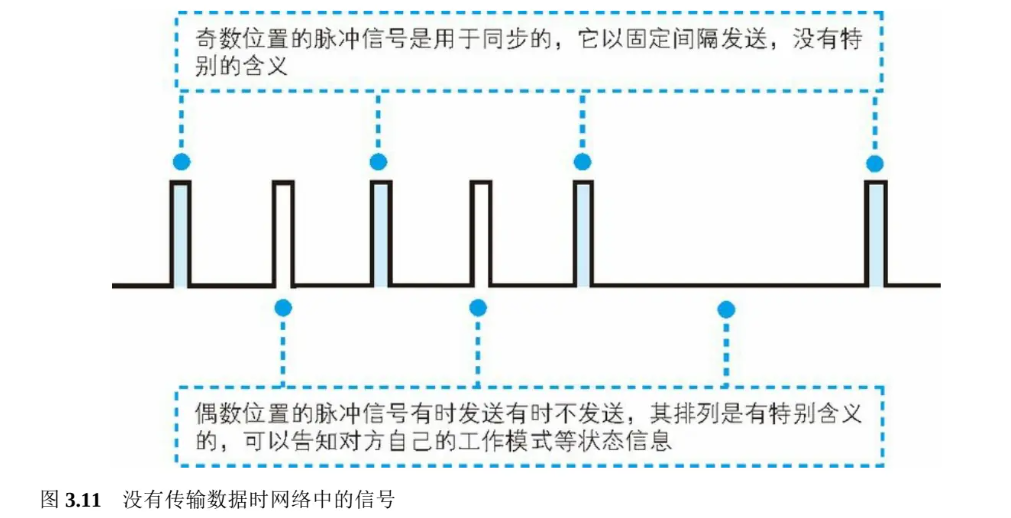 奇数位置的脉冲信号是用于同步的，它以固定间隔发送，没有特
别的含义
偶数位置的脉冲信号有时发送有时不发送，其排列是有特别含义
的，可以告知对方自己的工作模式等状态信息
图 3.11 没有传输数据时网络中的信号